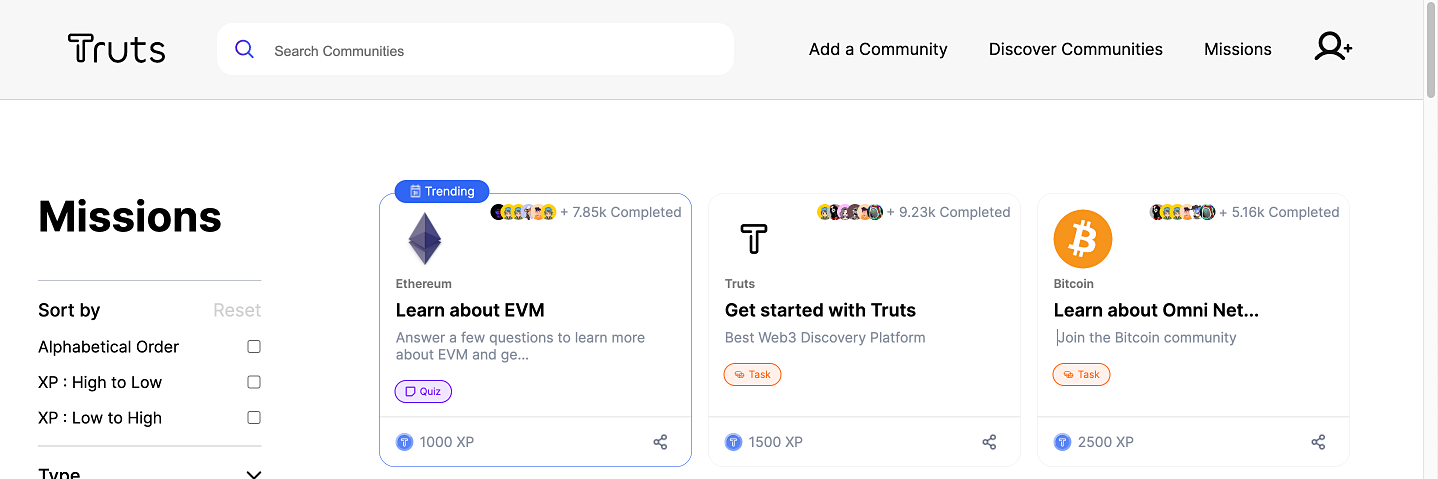 Truts
Search Communities
Add a Community
Discover Communities
Missions
Missions
Sort by
Reset
Alphabetical Order
XP : High to Low
XP : Low to High
Type
Trending
+ 7.85k Completed
Ethereum
Learn about EVM
Answer a few questions to learn more
about EVM and ge...
Quiz
1000 XP
+ 9.23k Completed
Truts
Get started with Truts
Best Web3 Discovery Platform
Task
1500 XP
+ 5.16k Completed
Bitcoin
Learn about Omni Net...
Join the Bitcoin community
Task
2500 XP